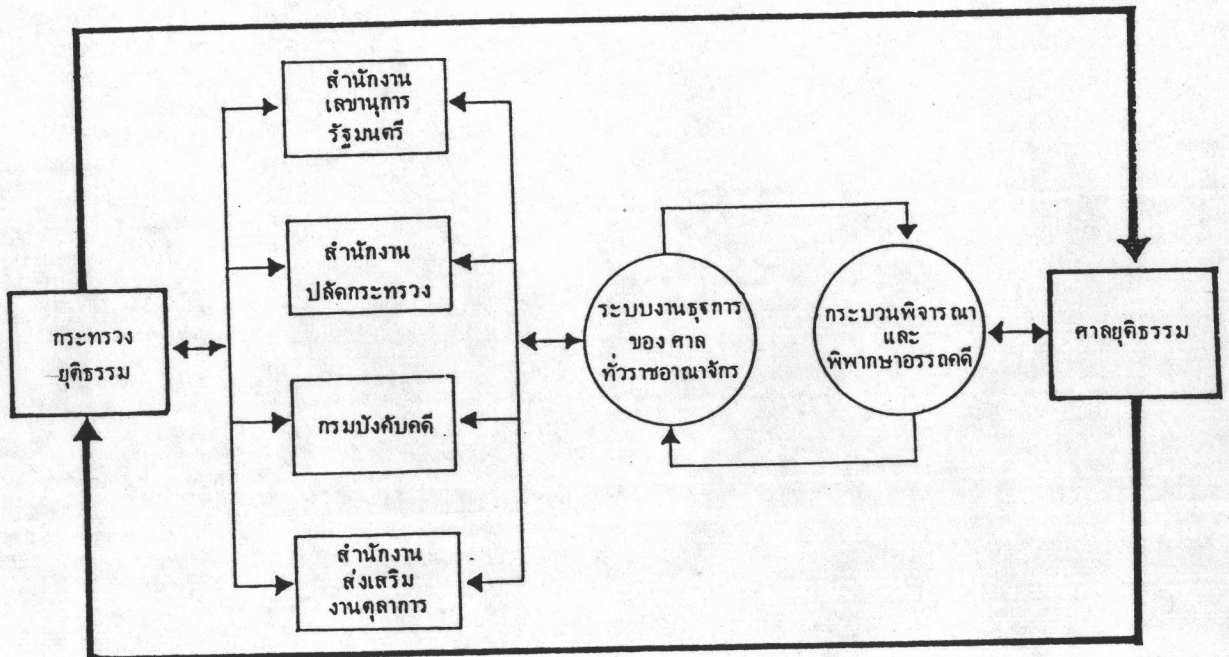 สำนักงาน
เลขานุการ
รัฐมนตรี
สำนักงาน
ปลัดกระทรวง
กระทรวง
ยุติธรรม
ระบบงานธุรการ
ของ ศาล
ทั่วราชอาณาจักร
กระบวนพิจารณา
และ
พิพากษาอรรถคดี
ศาลยุติธรรม
กรมบังคับคดี
สำนักงาน
ส่งเสริม
งานตุลาการ